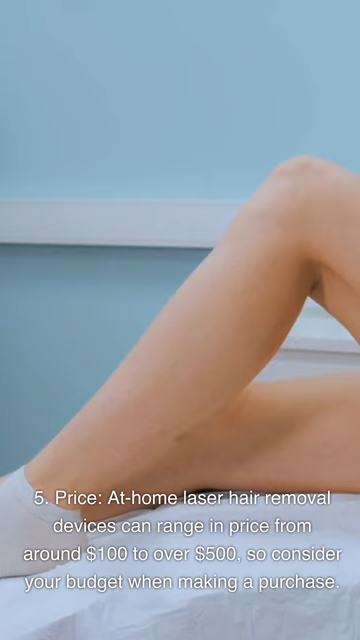 5. Price: At-home laser hair removal
devices can range in price from
around $100 to over $500, so consider
your budget when making a purchase.